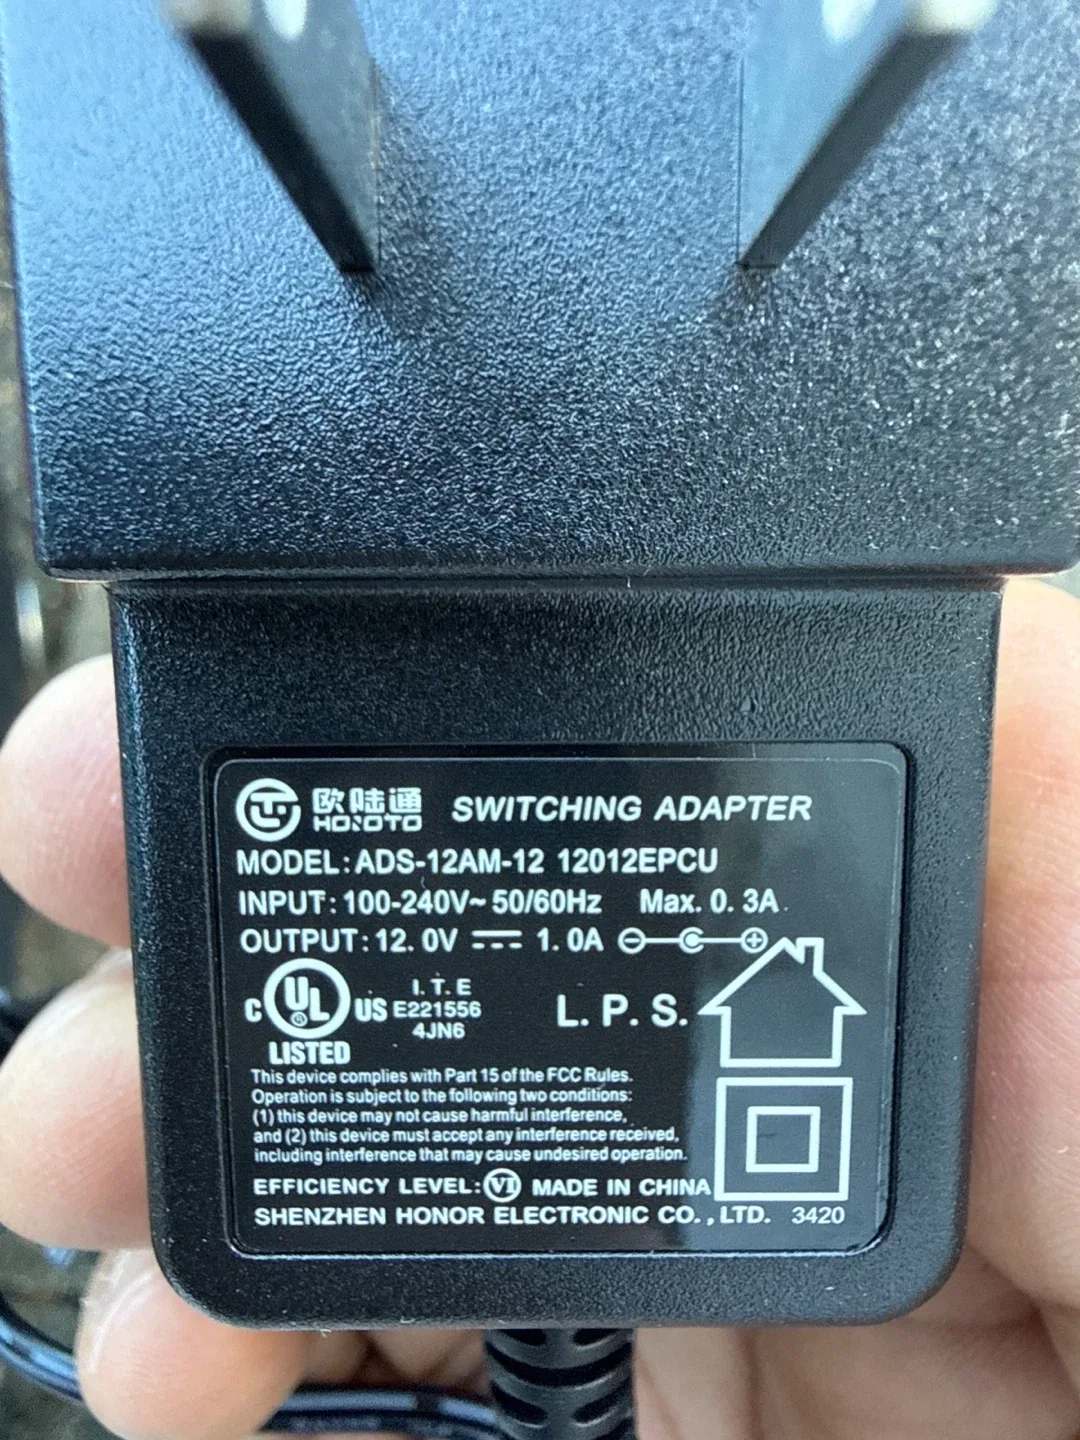 欧陆通 SWITCHING ADAPTER
HONOTO
MODEL: ADS-12AM-12 12012EPCU
INPUT: 100-240V~ 50/60Hz Max. 0. 3A
OUTPUT: 12. 0V 1. 0A
C UL US LISTED
I. T. E
E221556
4JN6
L. P. S.
This device complies with Part 15 of the FCC Rules.
Operation is subject to the following two conditions:
(1) this device may not cause harmful interference,
and (2) this device must accept any interference received,
including interference that may cause undesired operation.
EFFICIENCY LEVEL: VI MADE IN CHINA
SHENZHEN HONOR ELECTRONIC CO. , LTD. 3420